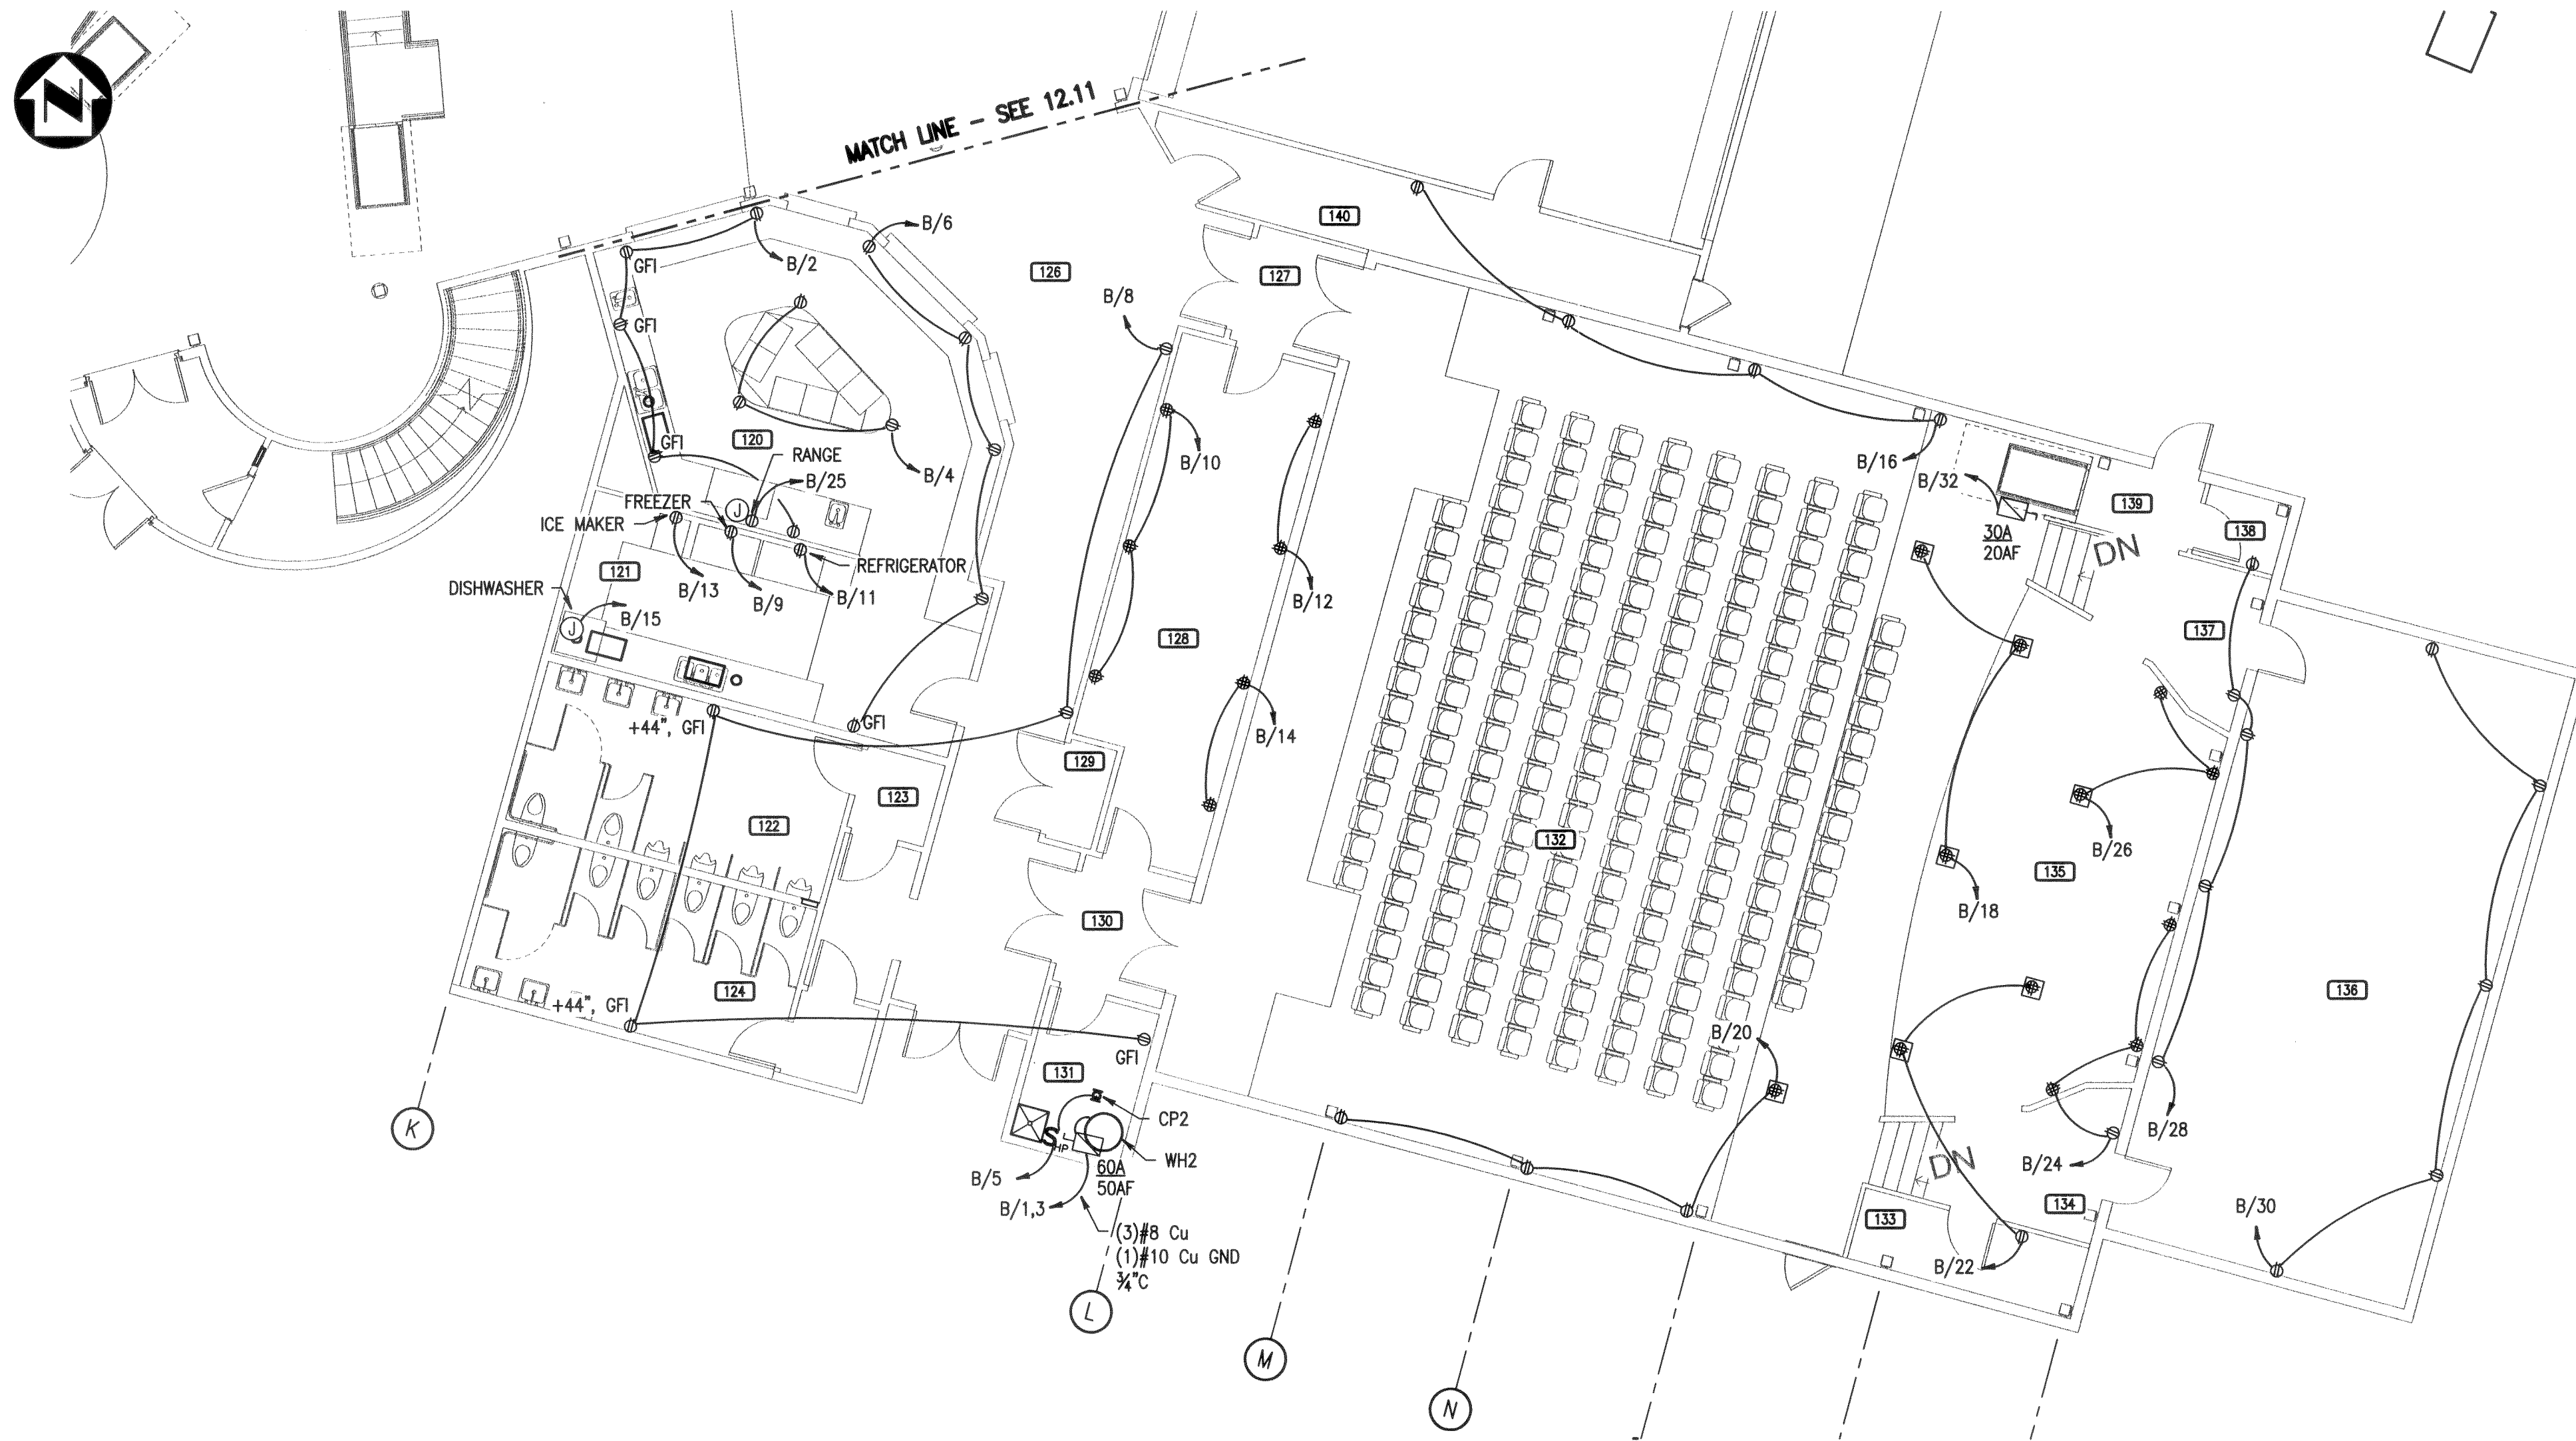 N
MATCH LINE - SEE 12.11
B/6
GFI
B/2
126
140
127
B/8
GFI
GFI
120
RANGE
B/25
B/4
B/10
B/16
B/32
FREEZER
J
ICE MAKER
139
138
30A
20AF
DN
REFRIGERATOR
121
DISHWASHER
B/13
B/9
B/11
B/12
J
B/15
128
137
+44", GFI
GFI
B/14
129
123
122
132
B/26
135
B/18
130
124
136
+44", GFI
B/20
GFI
131
CP2
K
S
HP
WH2
B/28
60A
50AF
B/5
B/24
DN
B/1,3
134
133
B/30
(3)#8 Cu
(1)#10 Cu GND
¾"C
B/22
L
M
N